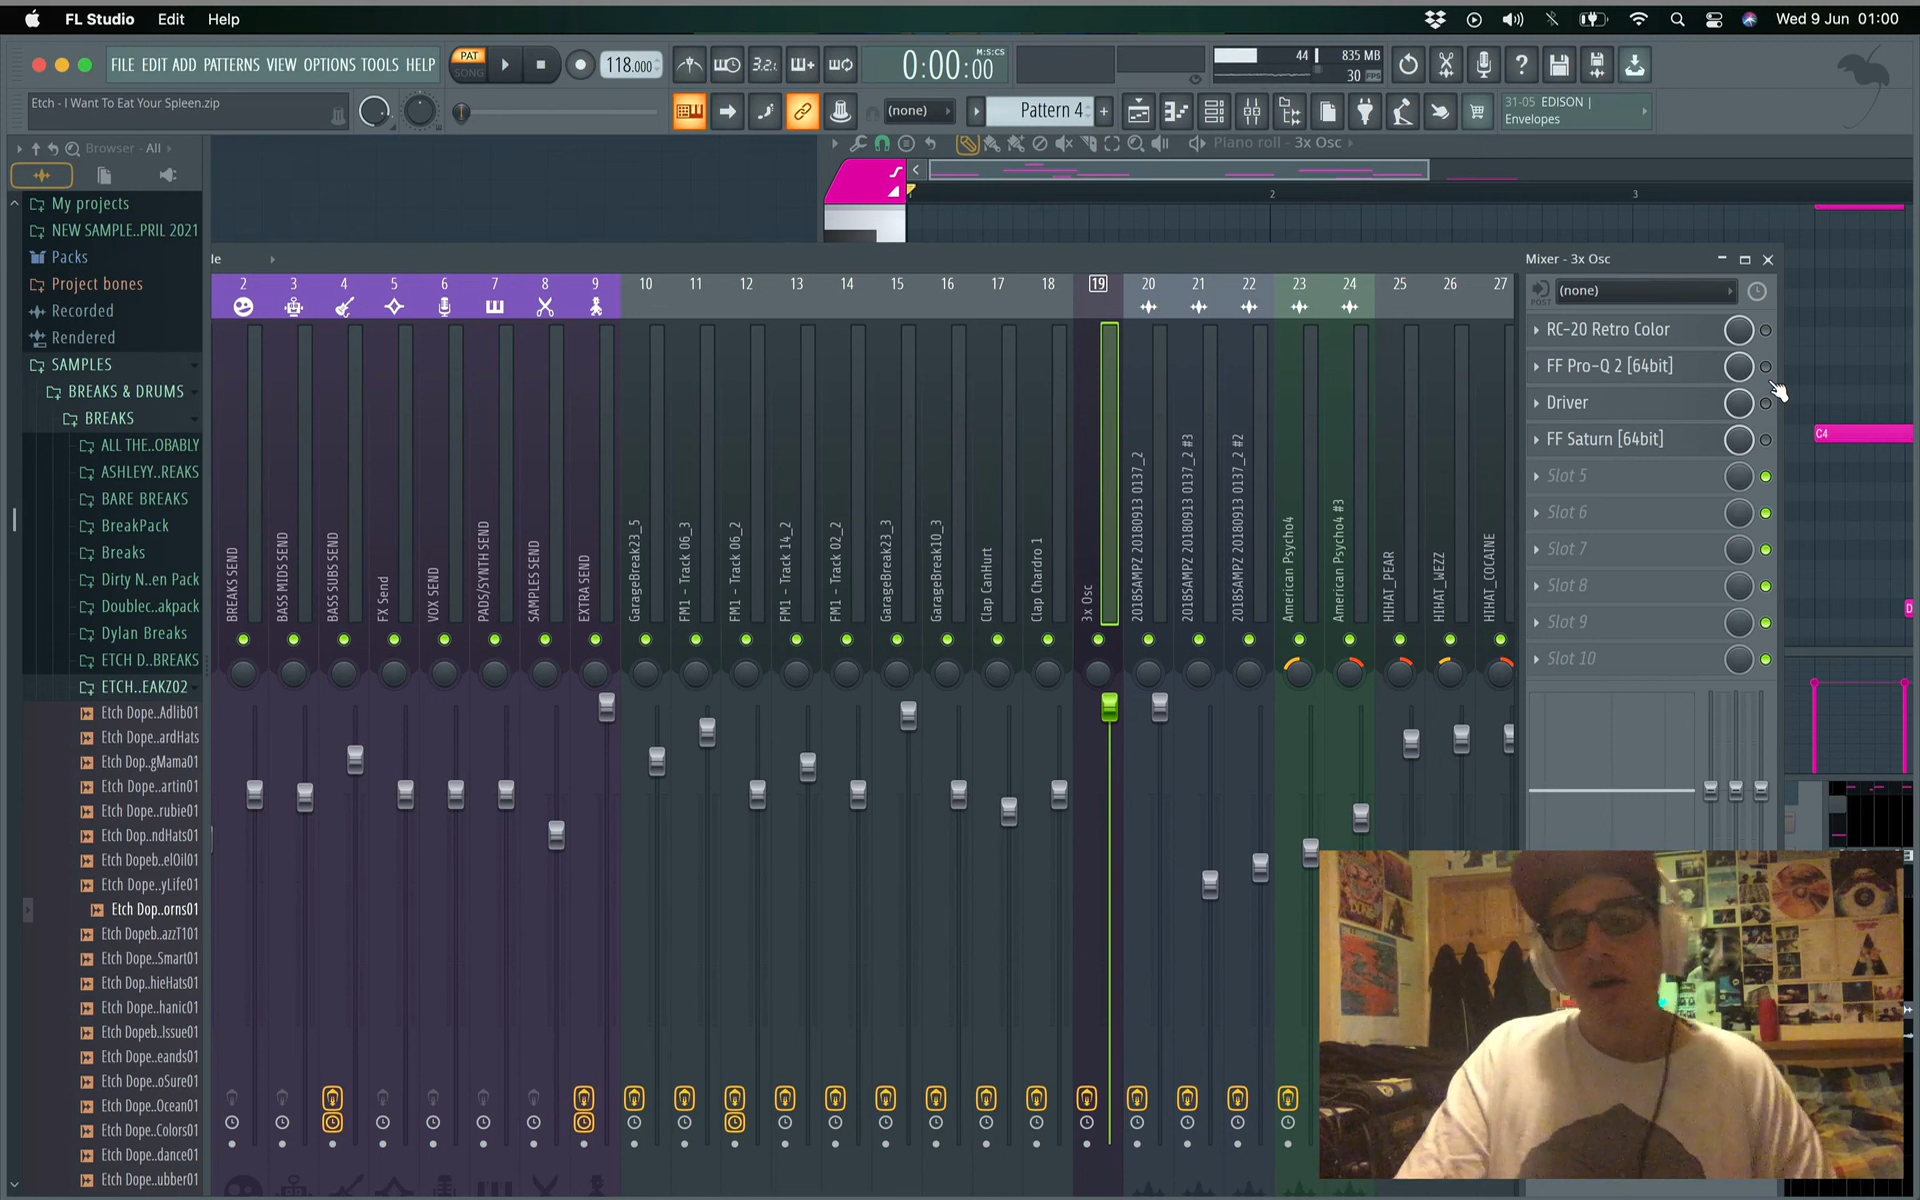 FL Studio Edit Help
Wed 9 Jun 01:00
FILE EDIT ADD PATTERNS VIEW OPTIONS TOOLS HELP
PAT
SONG
118.000
3.2.
0:00:00
M:S:CS
44
835 MB
30 FPS
Etch - I Want To Eat Your Spleen.zip
(none)
Pattern 4
31-05 EDISON |
Envelopes
Browser - All
Piano roll - 3x Osc
My projects
NEW SAMPLE..PRIL 2021
Packs
Project bones
Recorded
Rendered
SAMPLES
BREAKS & DRUMS
BREAKS
ALL THE..OBABLY
ASHLEYY..REAKS
BARE BREAKS
BreakPack
Breaks
Dirty N..en Pack
Doublec..akpack
Dylan Breaks
ETCH D..BREAKS
ETCH..EAKZ02
Etch Dope..Adlib01
Etch Dope..ardHats
Etch Dop..gMama01
Etch Dope..artin01
Etch Dope..rubie01
Etch Dop..ndHats01
Etch Dopeb..elOil01
Etch Dope..yLife01
Etch Dop..orns01
Etch Dopeb..azzT101
Etch Dope..Smart01
Etch Dop..hieHats01
Etch Dope..hanic01
Etch Dopeb..Issue01
Etch Dope..eands01
Etch Dope..oSure01
Etch Dope..Ocean01
Etch Dope..Colors01
Etch Dope..dance01
Etch Dope..ubber01
2 3
le
2 3 4 5 6 7 8 9 10 11 12 13 14 15 16 17 18 19 20 21 22 23 24 25 26 27
BREAKS SEND
BASS MIDS SEND
BASS SUBS SEND
FX Send
VOX SEND
PADS/SYNTH SEND
SAMPLES SEND
EXTRA SEND
GarageBreak23_5
FM1 - Track 06_3
FM1 - Track 06_2
FM1 - Track 14_2
FM1 - Track 02_2
GarageBreak23_3
GarageBreak10_3
Clap CanHurt
Clap Chardro 1
3x Osc
2018SAMPZ 20180913 0137_2
2018SAMPZ 20180913 0137_2 #3
2018SAMPZ 20180913 0137_2 #2
American Psycho4
American Psycho4 #3
HIHAT_PEAR
HIHAT_WEZZ
HIHAT_COCAINE
Mixer - 3x Osc
POST
(none)
RC-20 Retro Color
FF Pro-Q 2 [64bit]
Driver
FF Saturn [64bit]
Slot 5
Slot 6
Slot 7
Slot 8
Slot 9
Slot 10
C4
D